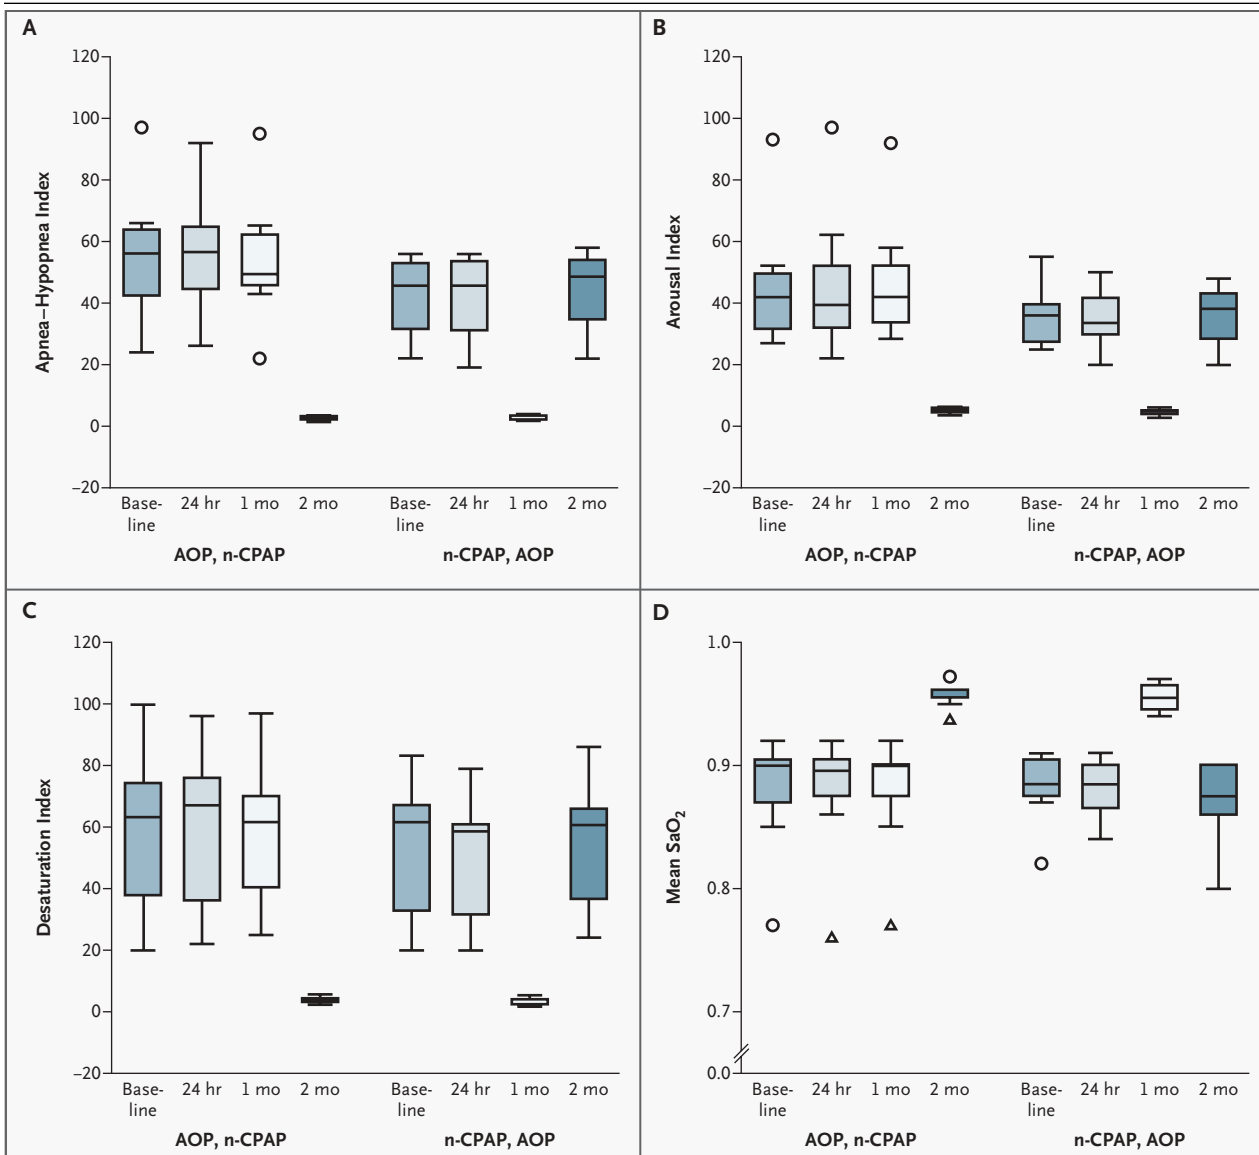 A
Apnea–Hypopnea Index
120
100
80
60
40
20
0
–20
Base-
line
24 hr
1 mo
2 mo
Base-
line
24 hr
1 mo
2 mo
AOP, n-CPAP
n-CPAP, AOP
B
Arousal Index
120
100
80
60
40
20
0
–20
Base-
line
24 hr
1 mo
2 mo
Base-
line
24 hr
1 mo
2 mo
AOP, n-CPAP
n-CPAP, AOP
C
Desaturation Index
120
100
80
60
40
20
0
–20
Base-
line
24 hr
1 mo
2 mo
Base-
line
24 hr
1 mo
2 mo
AOP, n-CPAP
n-CPAP, AOP
D
Mean SaO2
1.0
0.9
0.8
0.7
0.0
Base-
line
24 hr
1 mo
2 mo
Base-
line
24 hr
1 mo
2 mo
AOP, n-CPAP
n-CPAP, AOP